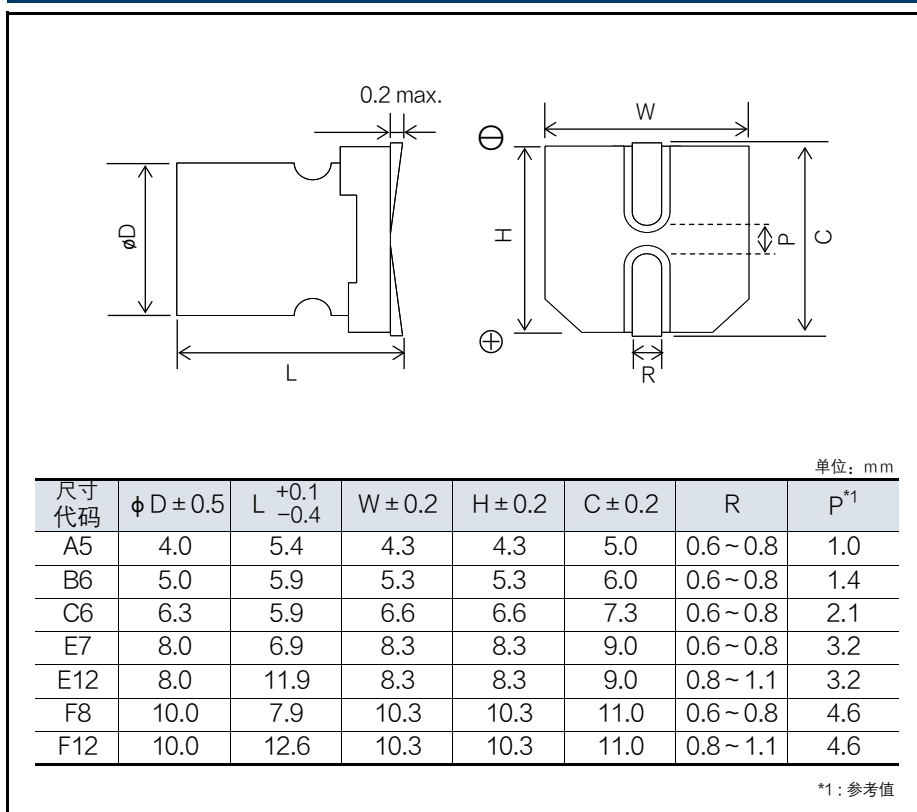 0.2 max.
W
⊖
φD
H
P
C
⊕
L
R
单位：mm
尺寸代码 φD±0.5 L +0.1 −0.4 W±0.2 H±0.2 C±0.2 R P*1
A5 4.0 5.4 4.3 4.3 5.0 0.6~0.8 1.0
B6 5.0 5.9 5.3 5.3 6.0 0.6~0.8 1.4
C6 6.3 5.9 6.6 6.6 7.3 0.6~0.8 2.1
E7 8.0 6.9 8.3 8.3 9.0 0.6~0.8 3.2
E12 8.0 11.9 8.3 8.3 9.0 0.8~1.1 3.2
F8 10.0 7.9 10.3 10.3 11.0 0.6~0.8 4.6
F12 10.0 12.6 10.3 10.3 11.0 0.8~1.1 4.6
*1 : 参考值